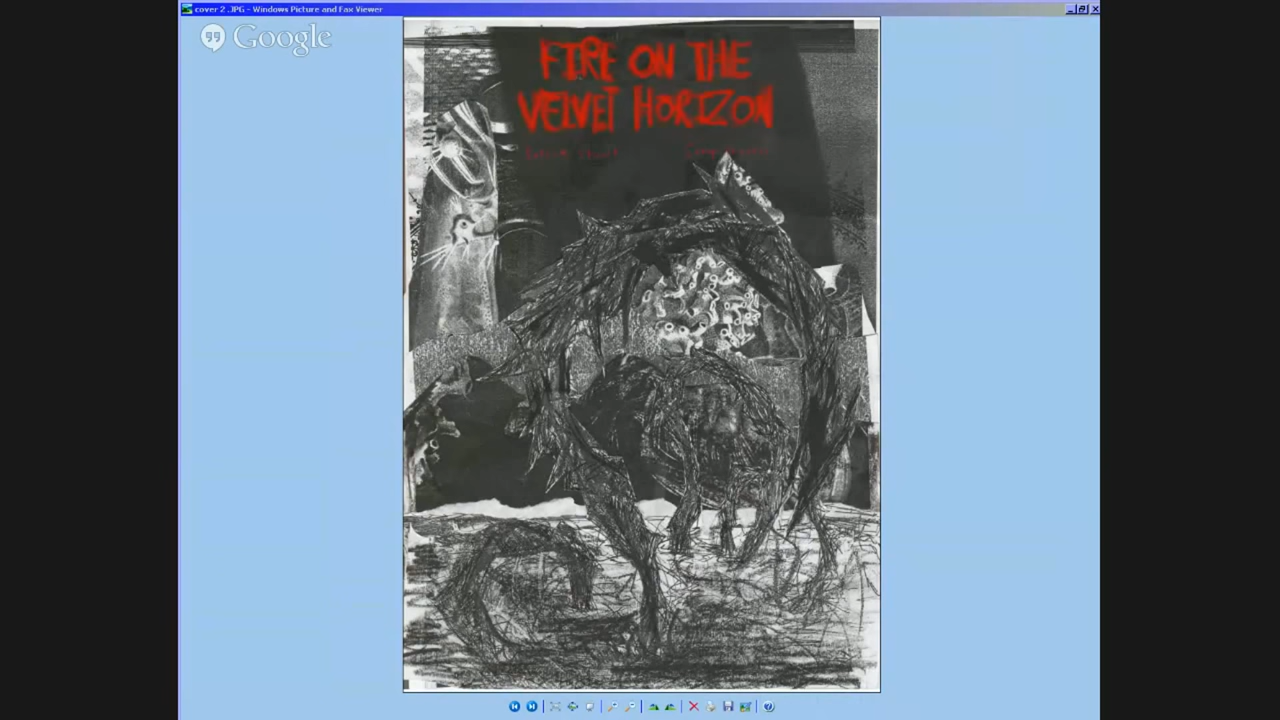 cover 2 .JPG - Windows Picture and Fax Viewer
Google
FIRE ON THE
VELVET HORIZON